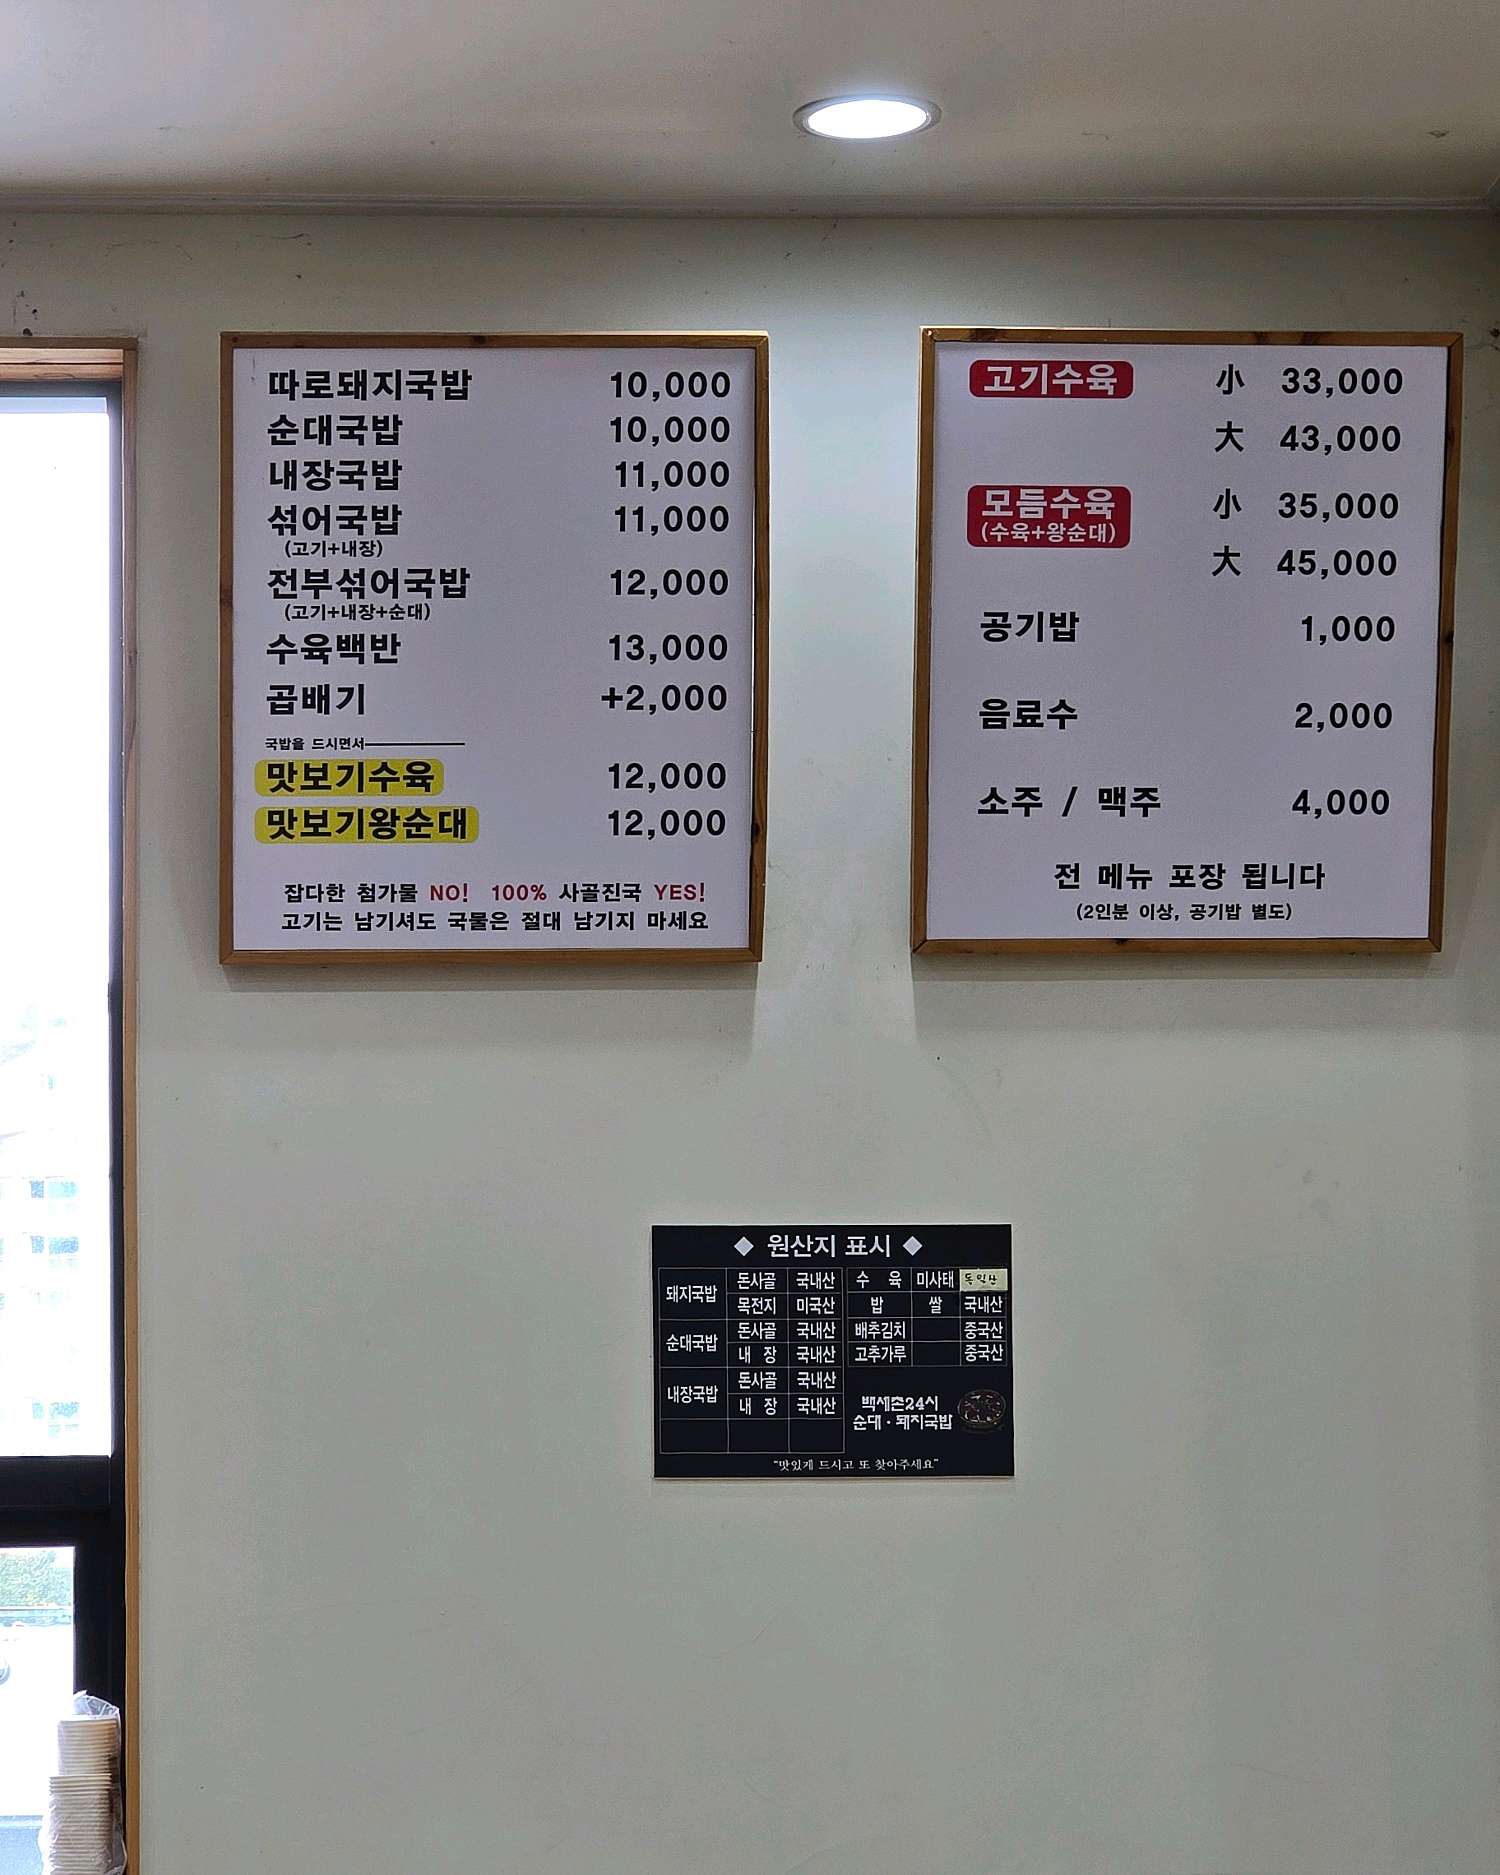 따로돼지국밥 10,000
순대국밥 10,000
내장국밥 11,000
섞어국밥 11,000
(고기+내장)
전부섞어국밥 12,000
(고기+내장+순대)
수육백반 13,000
곱배기 +2,000
국밥을 드시면서
맛보기수육 12,000
맛보기왕순대 12,000
잡다한 첨가물 NO! 100% 사골진국 YES!
고기는 남기셔도 국물은 절대 남기지 마세요
고기수육 小 33,000
大 43,000
모듬수육 小 35,000
(수육+왕순대)
大 45,000
공기밥 1,000
음료수 2,000
소주 / 맥주 4,000
전 메뉴 포장 됩니다
(2인분 이상, 공기밥 별도)
◆ 원산지 표시 ◆
돼지국밥 돈사골 국내산
목전지 미국산
순대국밥 돈사골 국내산
내 장 국내산
내장국밥 돈사골 국내산
내 장 국내산
수 육 미사태 독일산
밥 쌀 국내산
배추김치 중국산
고추가루 중국산
백세촌24시
순대·돼지국밥
"맛있게 드시고 또 찾아주세요"